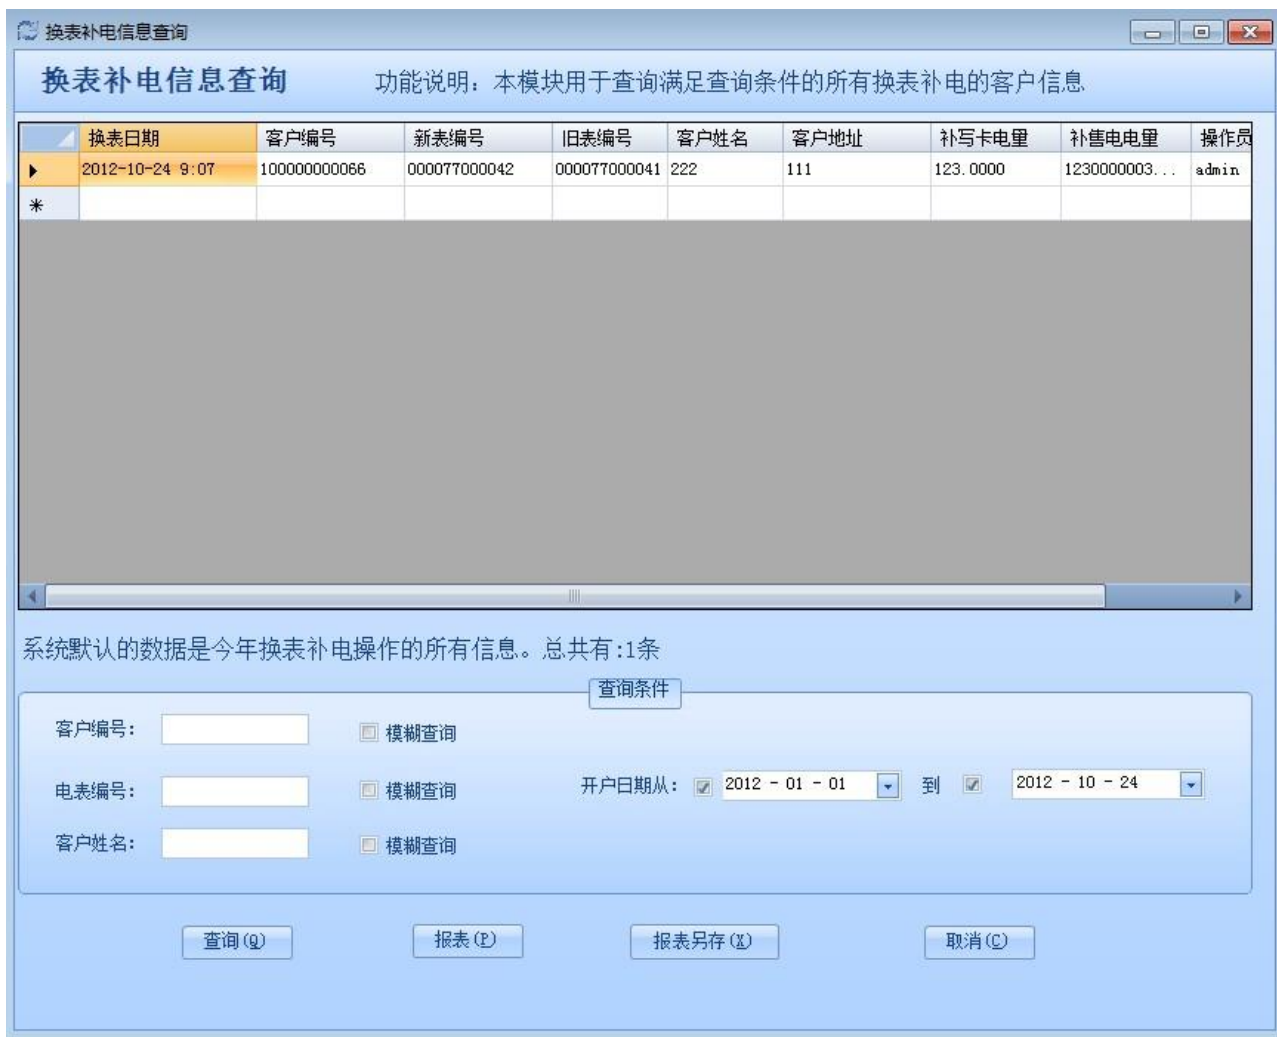 换表补电信息查询
换表补电信息查询 功能说明：本模块用于查询满足查询条件的所有换表补电的客户信息
换表日期 客户编号 新表编号 旧表编号 客户姓名 客户地址 补写卡电量 补售电电量 操作员
2012-10-24 9:07 100000000066 000077000042 000077000041 222 111 123.0000 1230000003... admin
系统默认的数据是今年换表补电操作的所有信息。总共有:1条
查询条件
客户编号： 模糊查询
电表编号： 模糊查询 开户日期从： 2012 - 01 - 01 到 2012 - 10 - 24
客户姓名： 模糊查询
查询(Q) 报表(P) 报表另存(X) 取消(C)